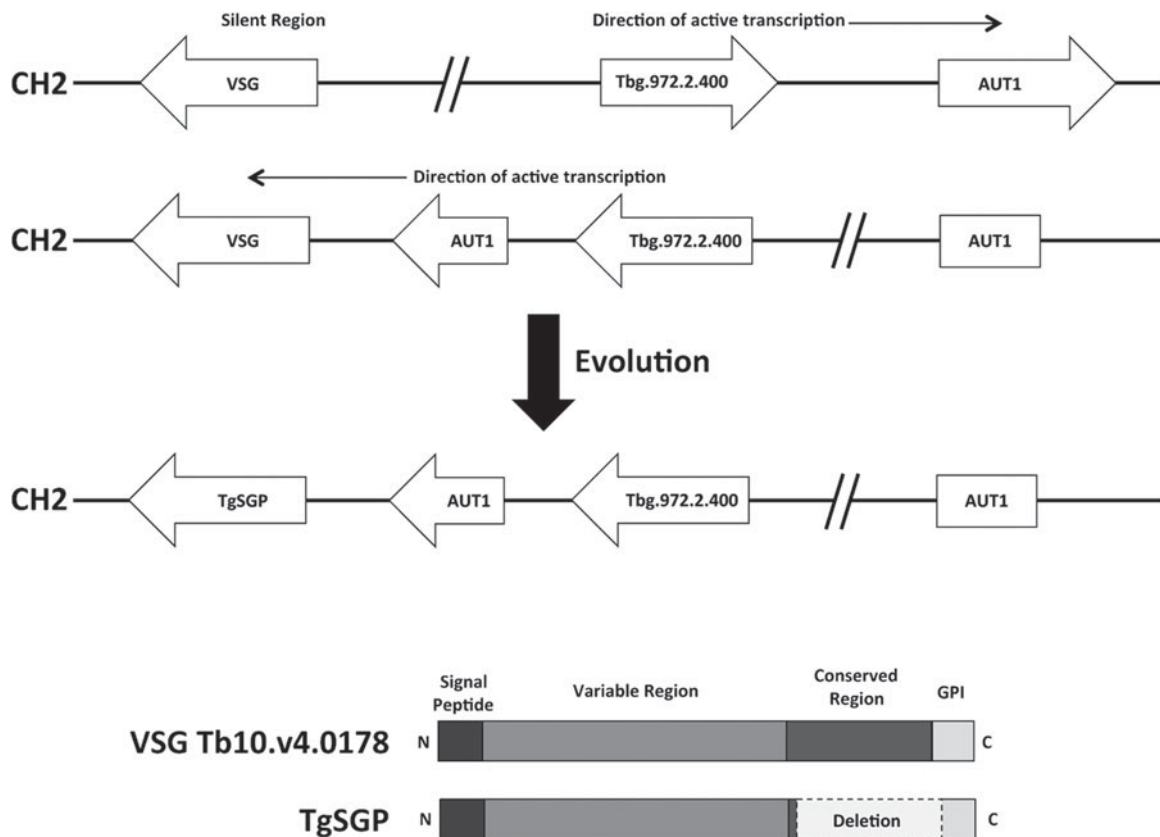 Silent Region Direction of active transcription
CH2 VSG Tbg.972.2.400 AUT1
Direction of active transcription
CH2 VSG AUT1 Tbg.972.2.400 AUT1
Evolution
CH2 TgSGP AUT1 Tbg.972.2.400 AUT1
Signal Peptide Variable Region Conserved Region GPI
VSG Tb10.v4.0178 N C
TgSGP N Deletion C